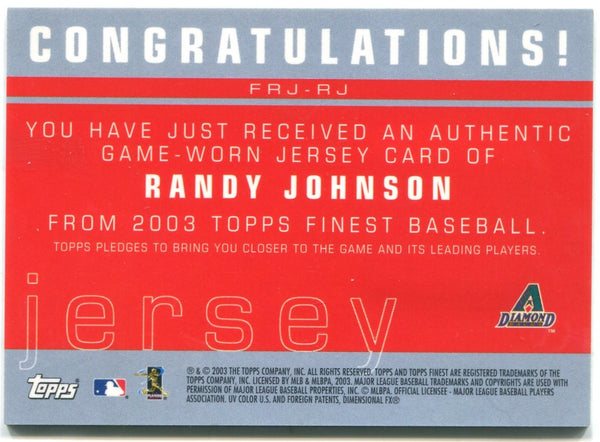 CONGRATULATIONS!
FRJ-RJ
YOU HAVE JUST RECEIVED AN AUTHENTIC
GAME-WORN JERSEY CARD OF
RANDY JOHNSON
FROM 2003 TOPPS FINEST BASEBALL.
TOPPS PLEDGES TO BRING YOU CLOSER TO THE GAME AND ITS LEADING PLAYERS.
jersey
A
DIAMOND
TM
Topps
® & © 2003 THE TOPPS COMPANY, INC. ALL RIGHTS RESERVED. TOPPS AND TOPPS FINEST ARE REGISTERED TRADEMARKS OF THE
TOPPS COMPANY, INC. LICENSED BY MLB & MLBPA, 2003. MAJOR LEAGUE BASEBALL TRADEMARKS AND COPYRIGHTS ARE USED WITH
PERMISSION OF MAJOR LEAGUE BASEBALL PROPERTIES, INC. © MLBPA. OFFICIAL LICENSEE - MAJOR LEAGUE BASEBALL PLAYERS
ASSOCIATION. UV COLOR U.S. AND FOREIGN PATENTS, DIMENSIONAL FX®